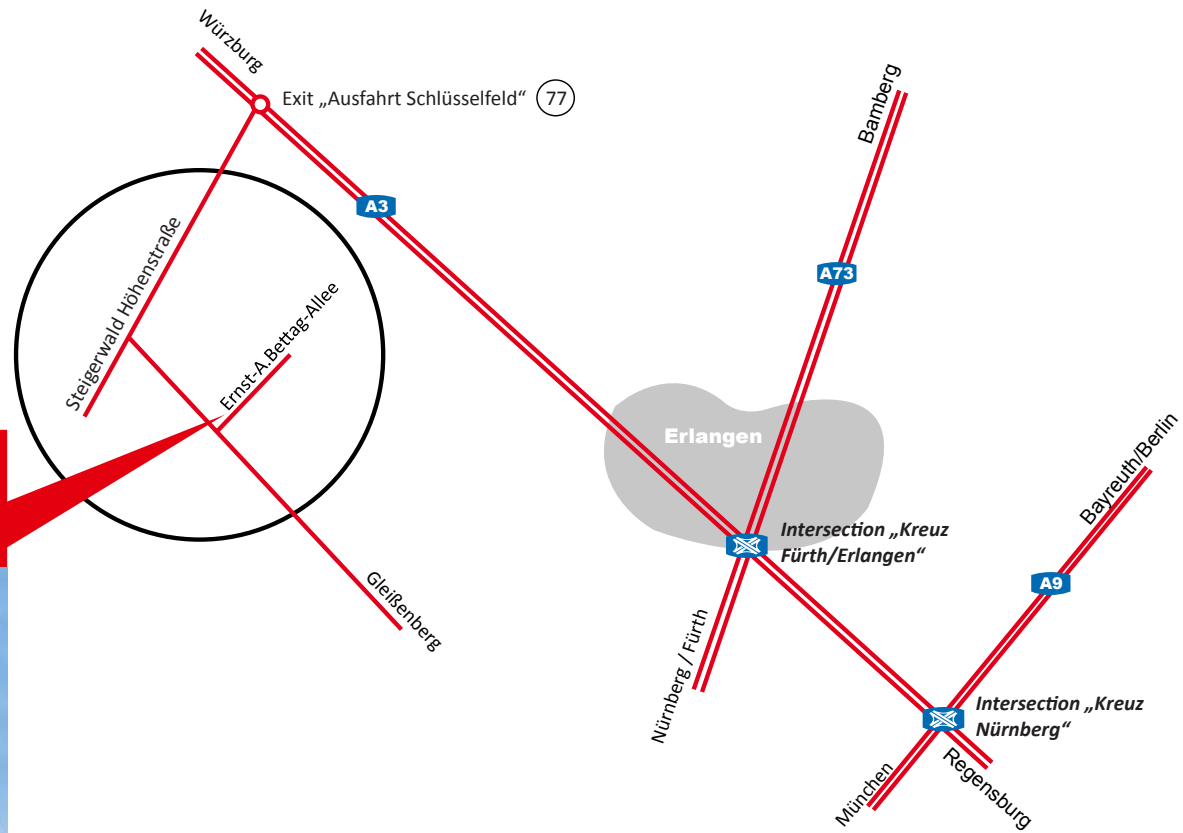 Würzburg
Exit „Ausfahrt Schlüsselfeld“ 77
Bamberg
A3
Steigerwald Höhenstraße
A73
Ernst-A.Bettag-Allee
Erlangen
Bayreuth/Berlin
Intersection „Kreuz
Fürth/Erlangen“
A9
Gleißenberg
Nürnberg / Fürth
Intersection „Kreuz
Nürnberg“
München
Regensburg